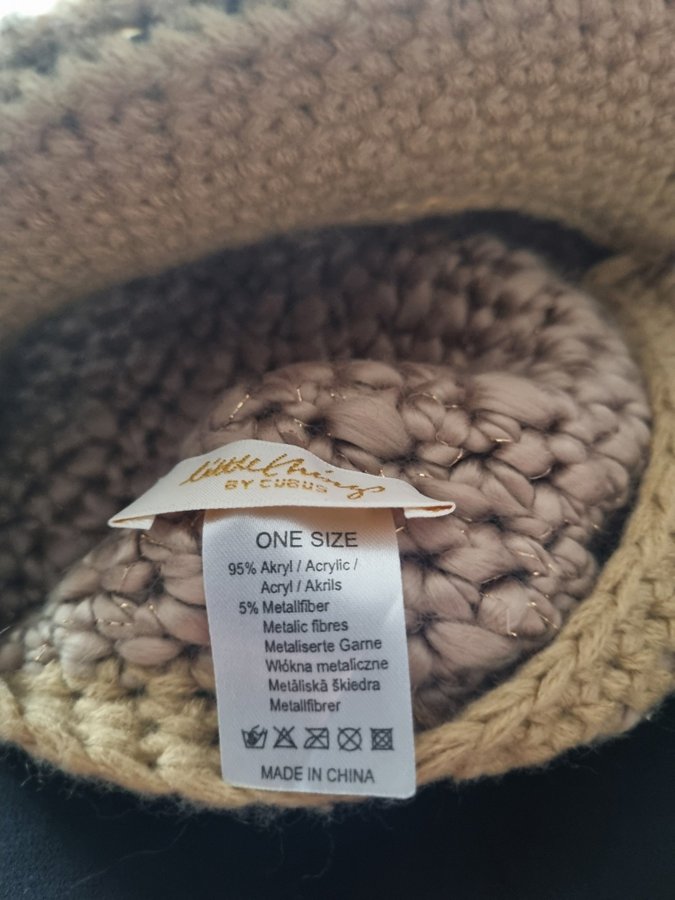 little things
BY CUBUS
ONE SIZE
95% Akryl / Acrylic /
Acryl / Akrils
5% Metallfiber
Metalic fibres
Metaliserte Garne
Włókna metaliczne
Metāliskā šķiedra
Metallfibrer
MADE IN CHINA